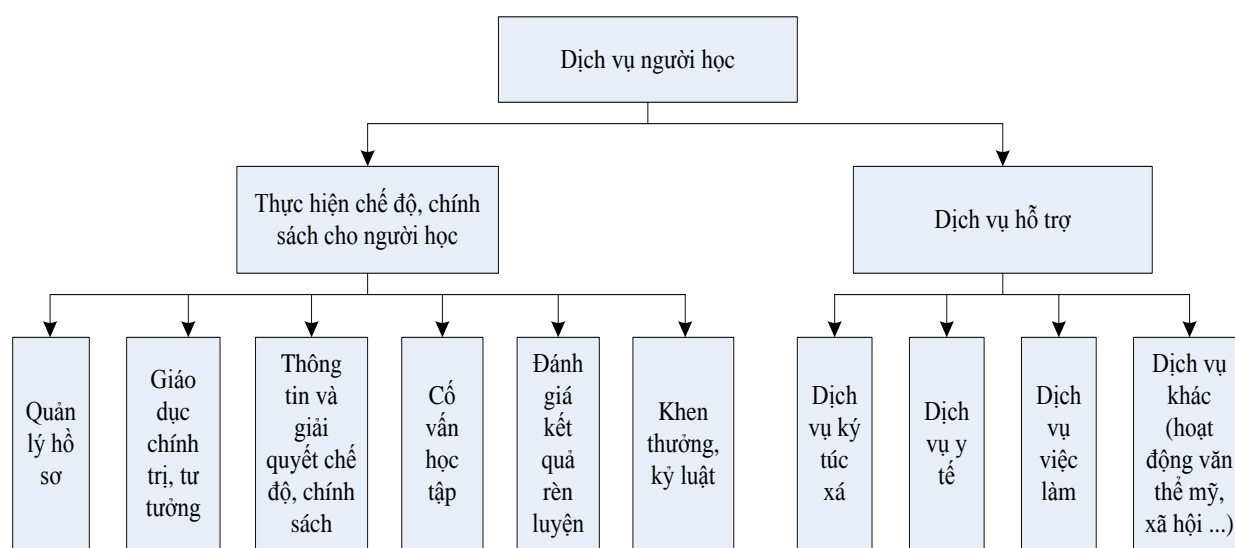 Dịch vụ người học
Thực hiện chế độ, chính
sách cho người học
Dịch vụ hỗ trợ
Quản
lý hồ
sơ
Giáo
dục
chính
trị, tư
tưởng
Thông
tin và
giải
quyết chế
độ, chính
sách
Cố
vấn
học
tập
Đánh
giá
kết
quả
rèn
luyện
Khen
thưởng,
kỷ luật
Dịch
vụ ký
túc
xá
Dịch
vụ y
tế
Dịch
vụ
việc
làm
Dịch vụ
khác
(hoạt
động văn
thể mỹ,
xã hội ...)